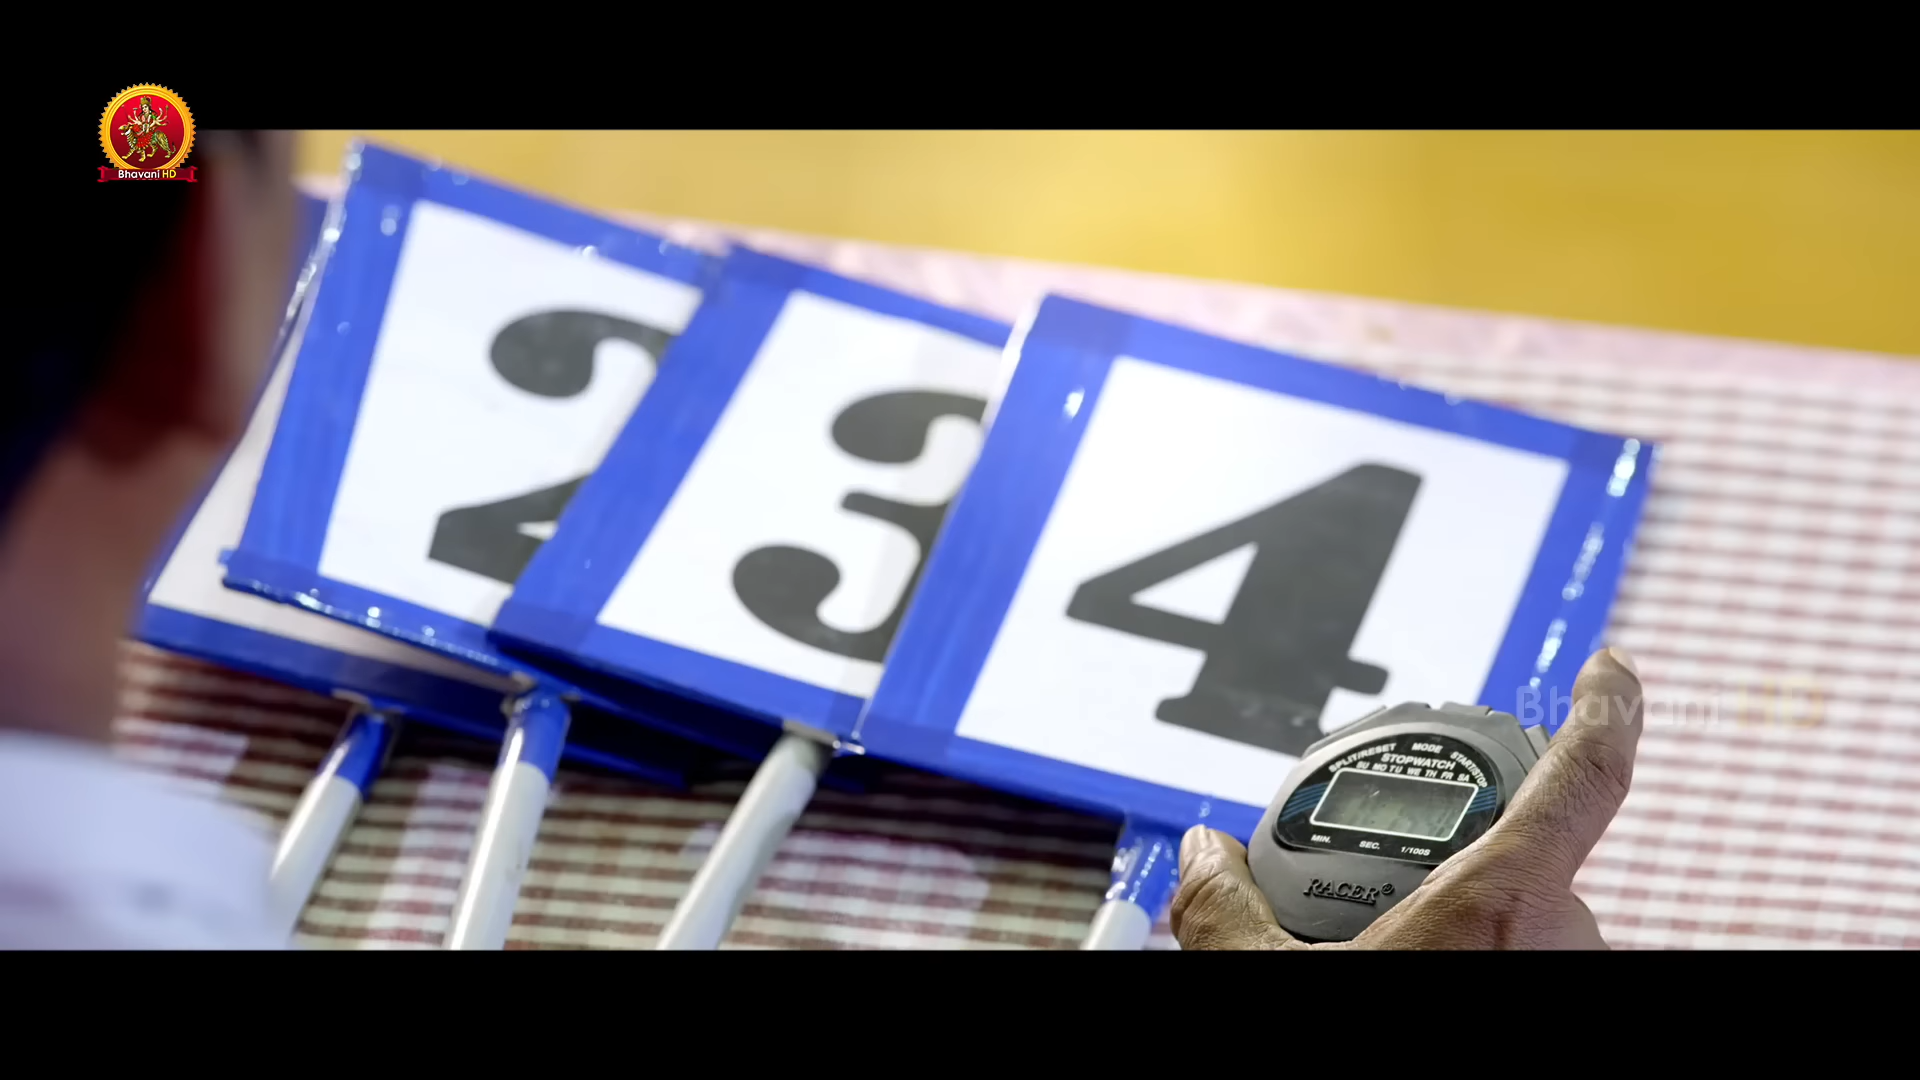 Bhavani HD
2
3
4
Bhavani HD
SPLIT/RESET MODE START/STOP
STOPWATCH
SU MO TU WE TH FR SA
MIN. SEC. 1/100S
RACER®